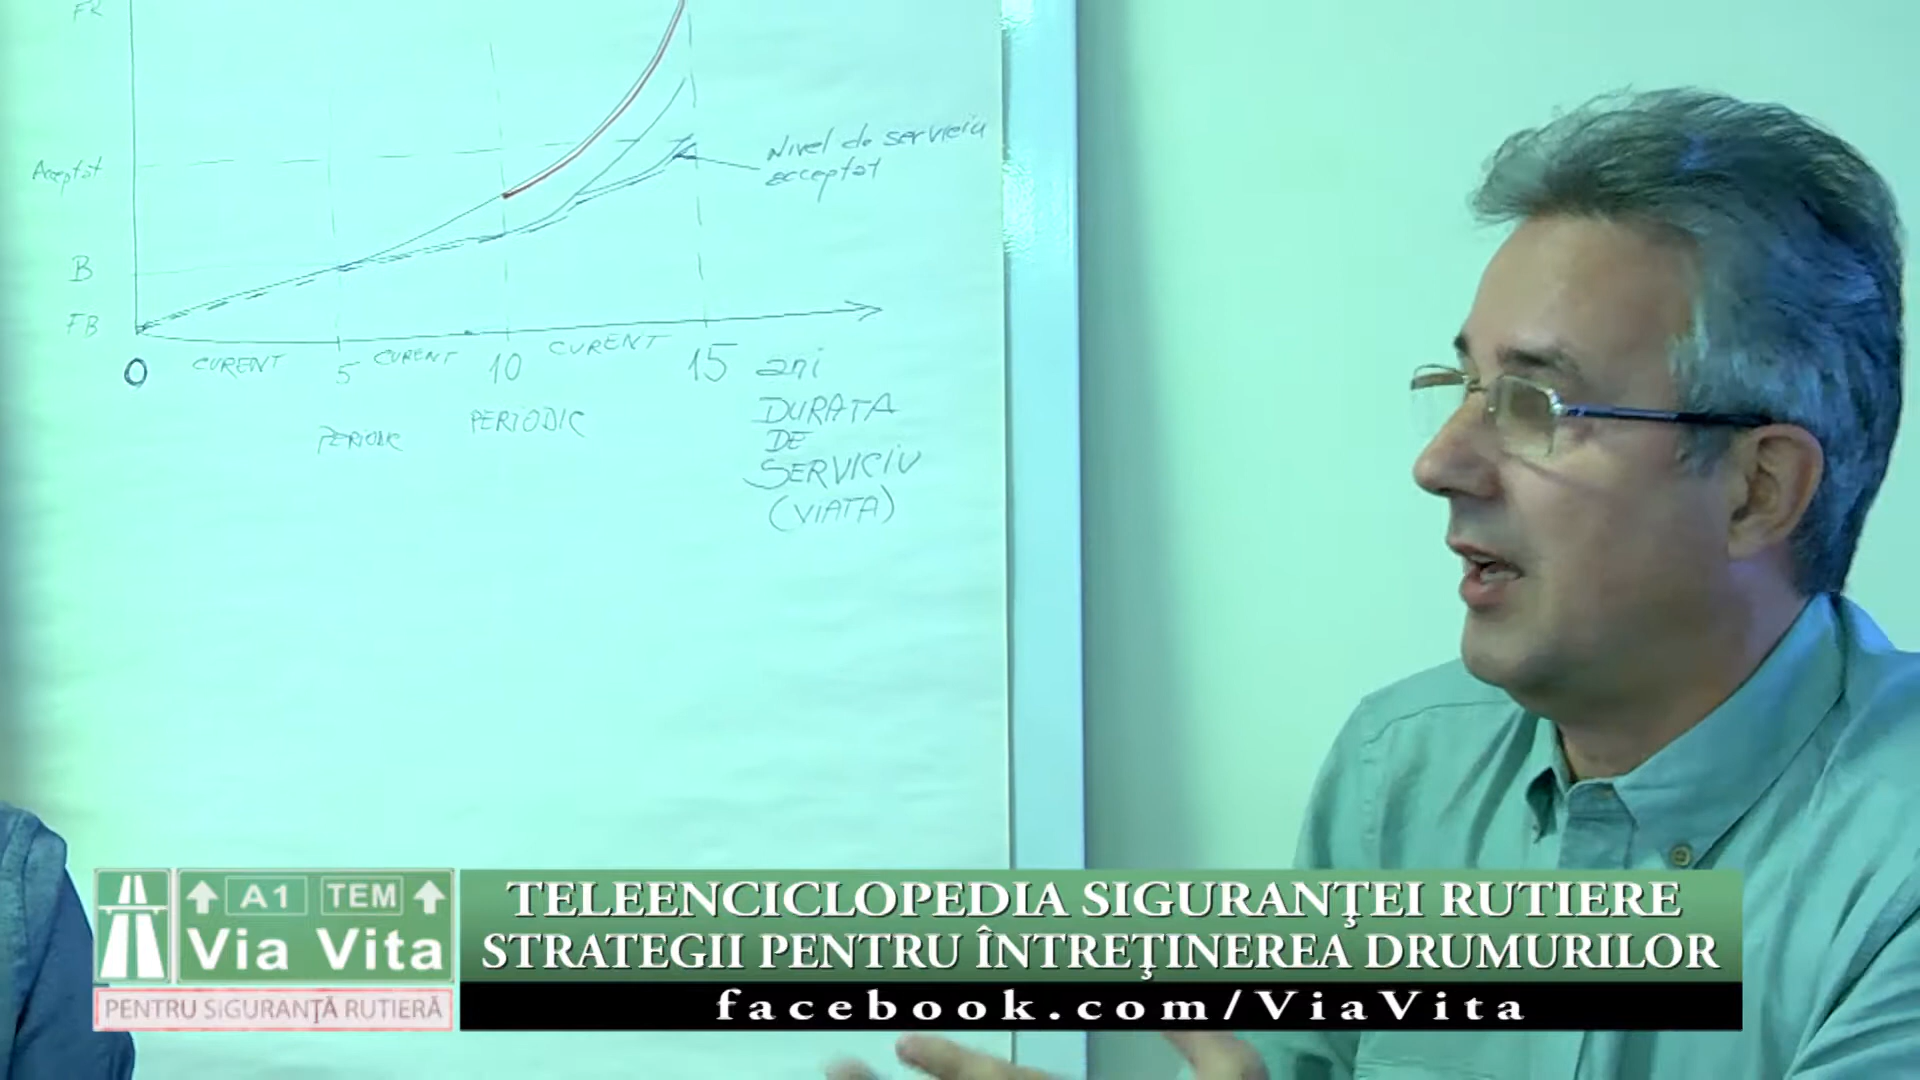 FR
Acceptat
B
FB
Nivel de serviciu
acceptat
0
CURENT
5
CURENT
10
CURENT
15 ani
PERIODIC
PERIODIC
DURATA
DE
SERVICIU
(VIATA)
A1 TEM
Via Vita
PENTRU SIGURANŢĂ RUTIERĂ
TELEENCICLOPEDIA SIGURANŢEI RUTIERE
STRATEGII PENTRU ÎNTREŢINEREA DRUMURILOR
facebook.com/ViaVita